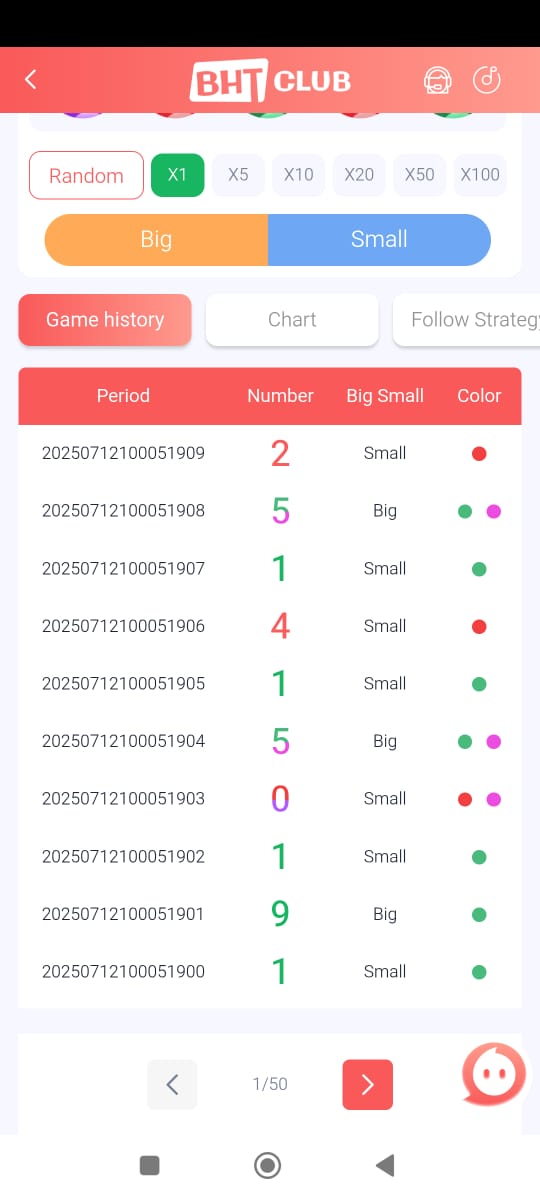 BHT CLUB
Random X1 X5 X10 X20 X50 X100
Big Small
Game history Chart Follow Strategy
Period Number Big Small Color
20250712100051909 2 Small
20250712100051908 5 Big
20250712100051907 1 Small
20250712100051906 4 Small
20250712100051905 1 Small
20250712100051904 5 Big
20250712100051903 0 Small
20250712100051902 1 Small
20250712100051901 9 Big
20250712100051900 1 Small
1/50